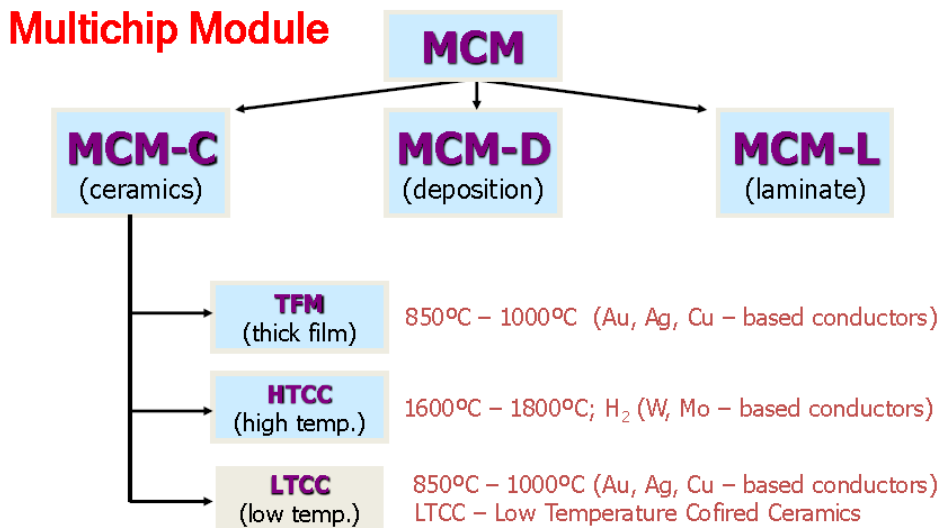 Multichip Module
MCM
MCM-C
(ceramics)
MCM-D
(deposition)
MCM-L
(laminate)
TFM
(thick film)
850ºC – 1000ºC (Au, Ag, Cu – based conductors)
HTCC
(high temp.)
1600ºC – 1800ºC; H₂ (W, Mo – based conductors)
LTCC
(low temp.)
850ºC – 1000ºC (Au, Ag, Cu – based conductors)
LTCC – Low Temperature Cofired Ceramics